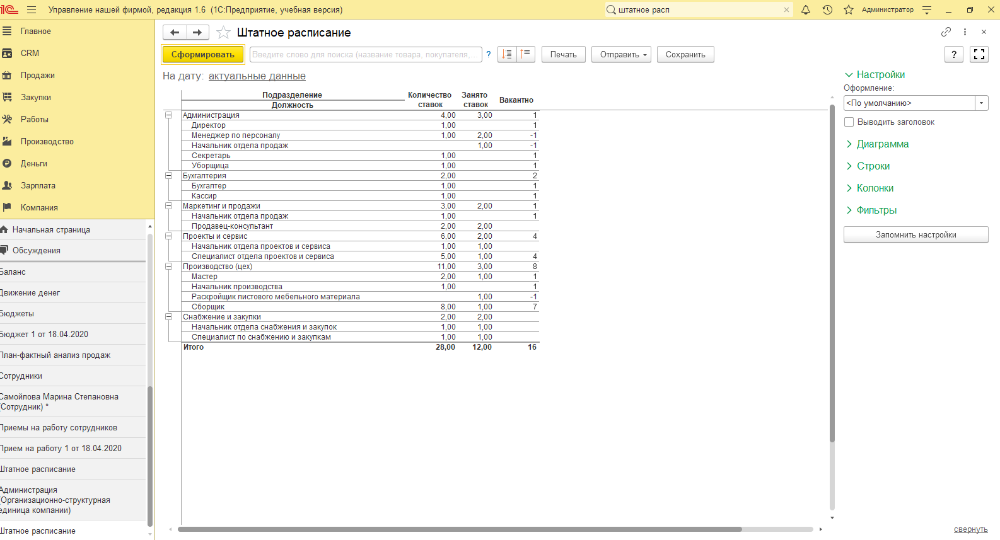 1С Управление нашей фирмой, редакция 1.6 (1С:Предприятие, учебная версия) штатное расп Администратор
Главное
CRM
Продажи
Закупки
Работы
Производство
Деньги
Зарплата
Компания
Начальная страница
Обсуждения
Баланс
Движение денег
Бюджеты
Бюджет 1 от 18.04.2020
План-фактный анализ продаж
Сотрудники
Самойлова Марина Степановна
(Сотрудник) *
Приемы на работу сотрудников
Прием на работу 1 от 18.04.2020
Штатное расписание
Администрация
(Организационно-структурная
единица компании)
Штатное расписание
Штатное расписание
Сформировать Введите слово для поиска (название товара, покупателя,... ? Печать Отправить Сохранить ?
На дату: актуальные данные
Подразделение Количество ставок Занято ставок Вакантно
Должность
Администрация 4,00 3,00 1
Директор 1,00 1
Менеджер по персоналу 1,00 2,00 -1
Начальник отдела продаж 1,00 -1
Секретарь 1,00 1
Уборщица 1,00 1
Бухгалтерия 2,00 2
Бухгалтер 1,00 1
Кассир 1,00 1
Маркетинг и продажи 3,00 2,00 1
Начальник отдела продаж 1,00 1
Продавец-консультант 2,00 2,00
Проекты и сервис 6,00 2,00 4
Начальник отдела проектов и сервиса 1,00 1,00
Специалист отдела проектов и сервиса 5,00 1,00 4
Производство (цех) 11,00 3,00 8
Мастер 2,00 1,00 1
Начальник производства 1,00 1
Раскройщик листового мебельного материала 1,00 -1
Сборщик 8,00 1,00 7
Снабжение и закупки 2,00 2,00
Начальник отдела снабжения и закупок 1,00 1,00
Специалист по снабжению и закупкам 1,00 1,00
Итого 28,00 12,00 16
Настройки
Оформление:
<По умолчанию>
Выводить заголовок
Диаграмма
Строки
Колонки
Фильтры
Запомнить настройки
свернуть